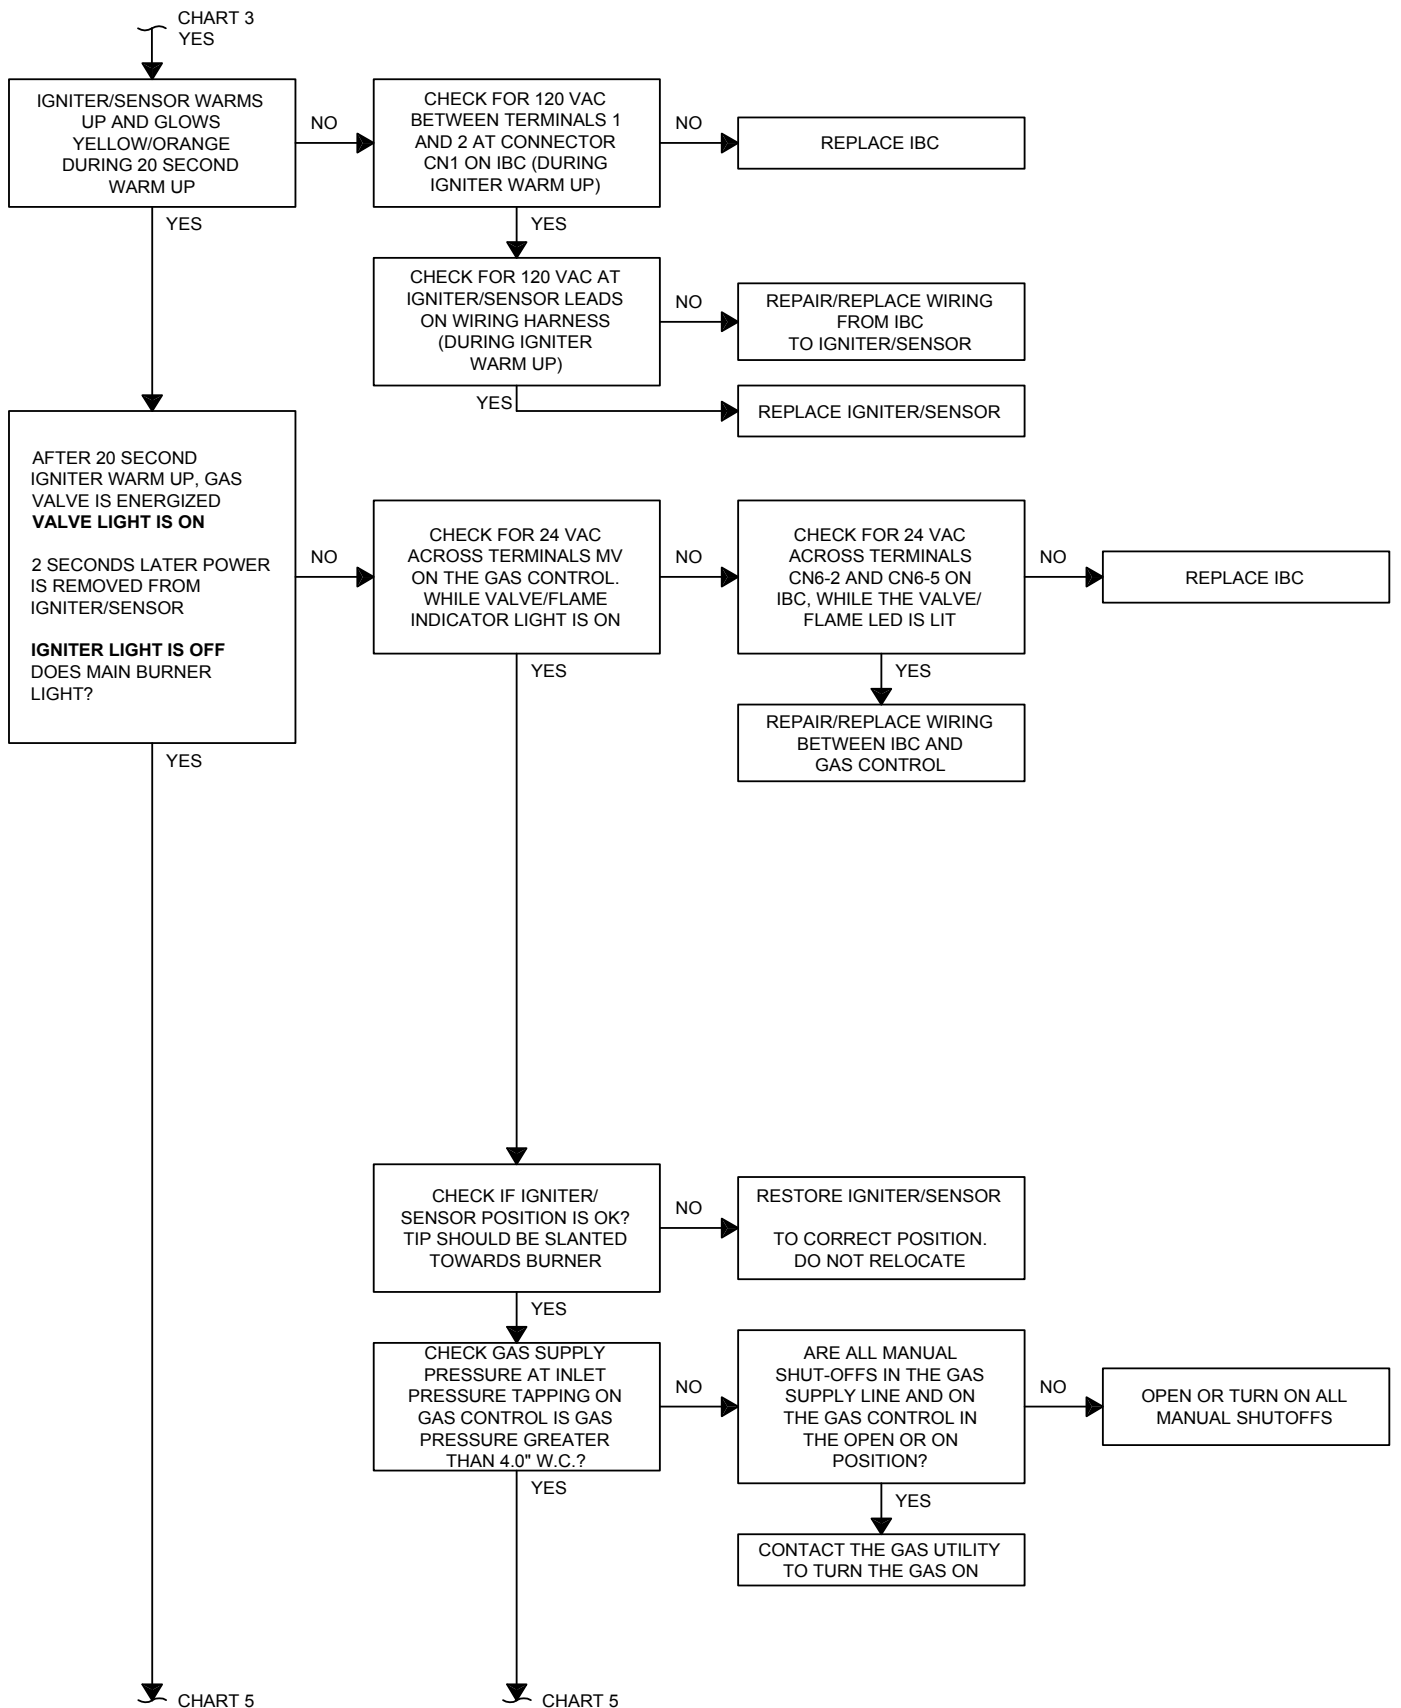 CHART 3
YES
IGNITER/SENSOR WARMS
UP AND GLOWS
YELLOW/ORANGE
DURING 20 SECOND
WARM UP
NO
CHECK FOR 120 VAC
BETWEEN TERMINALS 1
AND 2 AT CONNECTOR
CN1 ON IBC (DURING
IGNITER WARM UP)
NO
REPLACE IBC
YES
YES
CHECK FOR 120 VAC AT
IGNITER/SENSOR LEADS
ON WIRING HARNESS
(DURING IGNITER
WARM UP)
NO
REPAIR/REPLACE WIRING
FROM IBC
TO IGNITER/SENSOR
YES
REPLACE IGNITER/SENSOR
AFTER 20 SECOND
IGNITER WARM UP, GAS
VALVE IS ENERGIZED
VALVE LIGHT IS ON
2 SECONDS LATER POWER
IS REMOVED FROM
IGNITER/SENSOR
IGNITER LIGHT IS OFF
DOES MAIN BURNER
LIGHT?
NO
CHECK FOR 24 VAC
ACROSS TERMINALS MV
ON THE GAS CONTROL.
WHILE VALVE/FLAME
INDICATOR LIGHT IS ON
NO
CHECK FOR 24 VAC
ACROSS TERMINALS
CN6-2 AND CN6-5 ON
IBC, WHILE THE VALVE/
FLAME LED IS LIT
NO
REPLACE IBC
YES
YES
REPAIR/REPLACE WIRING
BETWEEN IBC AND
GAS CONTROL
YES
CHECK IF IGNITER/
SENSOR POSITION IS OK?
TIP SHOULD BE SLANTED
TOWARDS BURNER
NO
RESTORE IGNITER/SENSOR
TO CORRECT POSITION.
DO NOT RELOCATE
YES
CHECK GAS SUPPLY
PRESSURE AT INLET
PRESSURE TAPPING ON
GAS CONTROL IS GAS
PRESSURE GREATER
THAN 4.0" W.C.?
NO
ARE ALL MANUAL
SHUT-OFFS IN THE GAS
SUPPLY LINE AND ON
THE GAS CONTROL IN
THE OPEN OR ON
POSITION?
NO
OPEN OR TURN ON ALL
MANUAL SHUTOFFS
YES
YES
CONTACT THE GAS UTILITY
TO TURN THE GAS ON
CHART 5
CHART 5